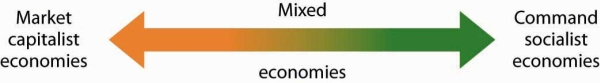 Market
capitalist
economies
Mixed
economies
Command
socialist
economies